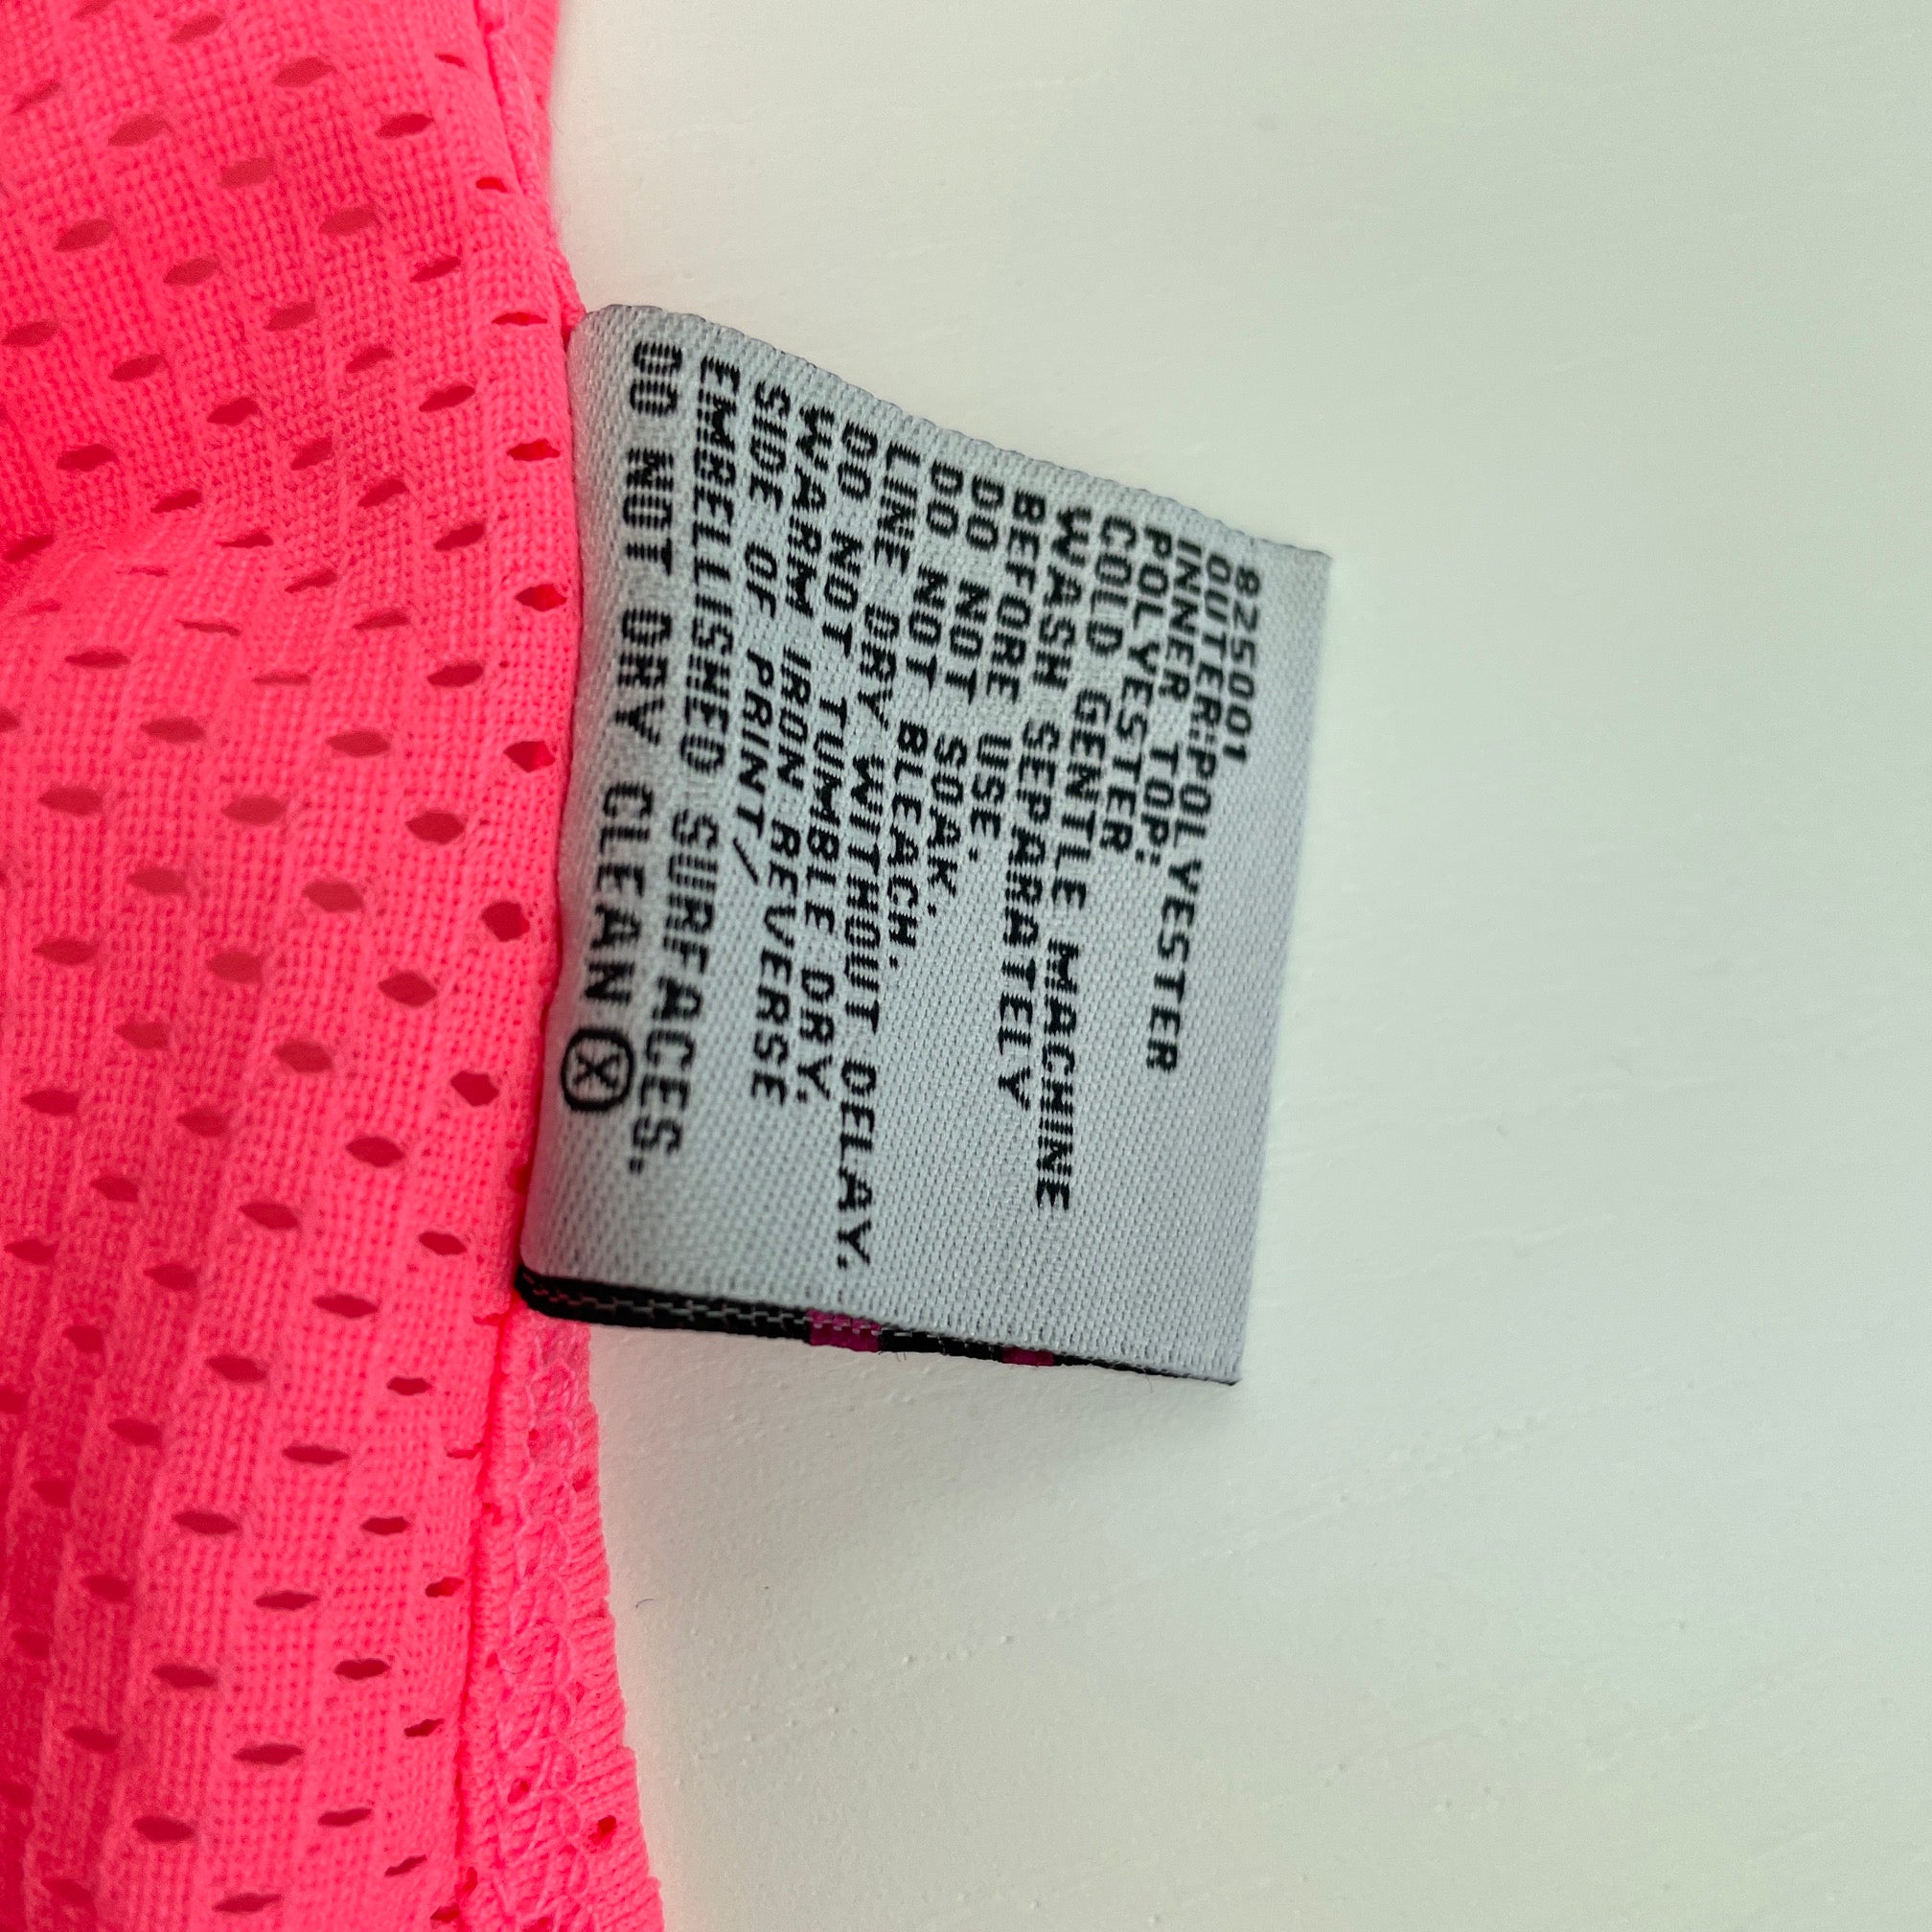 825001
OUTER:POLYESTER
INNER TOP:
POLYESTER
COLD GENTLE MACHINE
WASH SEPARATELY
BEFORE USE.
DO NOT SOAK.
DO NOT BLEACH.
LINE DRY WITHOUT DELAY.
DO NOT TUMBLE DRY.
WARM IRON REVERSE
SIDE OF PRINT/
EMBELLISHED SURFACES.
DO NOT DRY CLEAN X